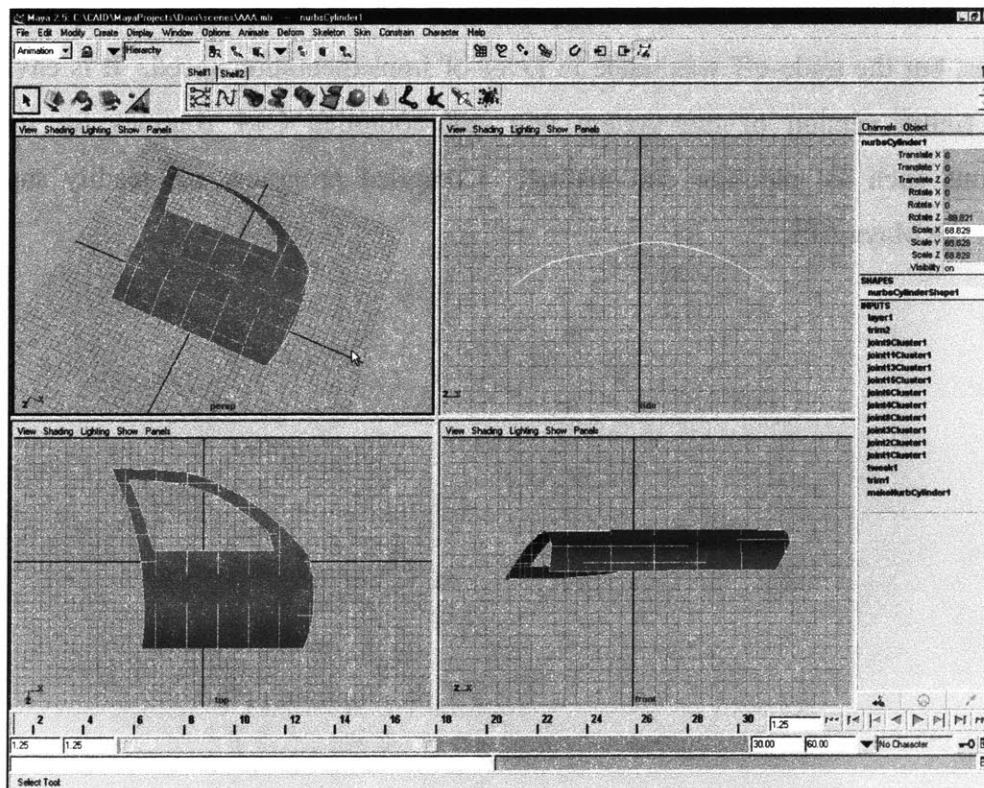 Maya 2.5: C:\CAID\MayaProjects\Door\scenes\AAA.mb --- nurbsCylinder1
File Edit Modify Create Display Window Options Animate Deform Skeleton Skin Constrain Character Help
Animation Hierarchy
Shelf1 Shelf2
View Shading Lighting Show Panels
View Shading Lighting Show Panels
persp
side
View Shading Lighting Show Panels
View Shading Lighting Show Panels
top
front
Channels Object
nurbsCylinder1
Translate X 0
Translate Y 0
Translate Z 0
Rotate X 0
Rotate Y 0
Rotate Z -89.821
Scale X 68.829
Scale Y 68.829
Scale Z 68.829
Visibility on
SHAPES
nurbsCylinderShape1
INPUTS
layer1
trim2
joint9Cluster1
joint11Cluster1
joint13Cluster1
joint15Cluster1
joint6Cluster1
joint4Cluster1
joint8Cluster1
joint3Cluster1
joint2Cluster1
joint1Cluster1
tweak1
trim1
makeNurbCylinder1
2 4 6 8 10 12 14 16 18 20 22 24 26 28 30 1.25
1.25 1.25 30.00 60.00 No Character
Select Tool